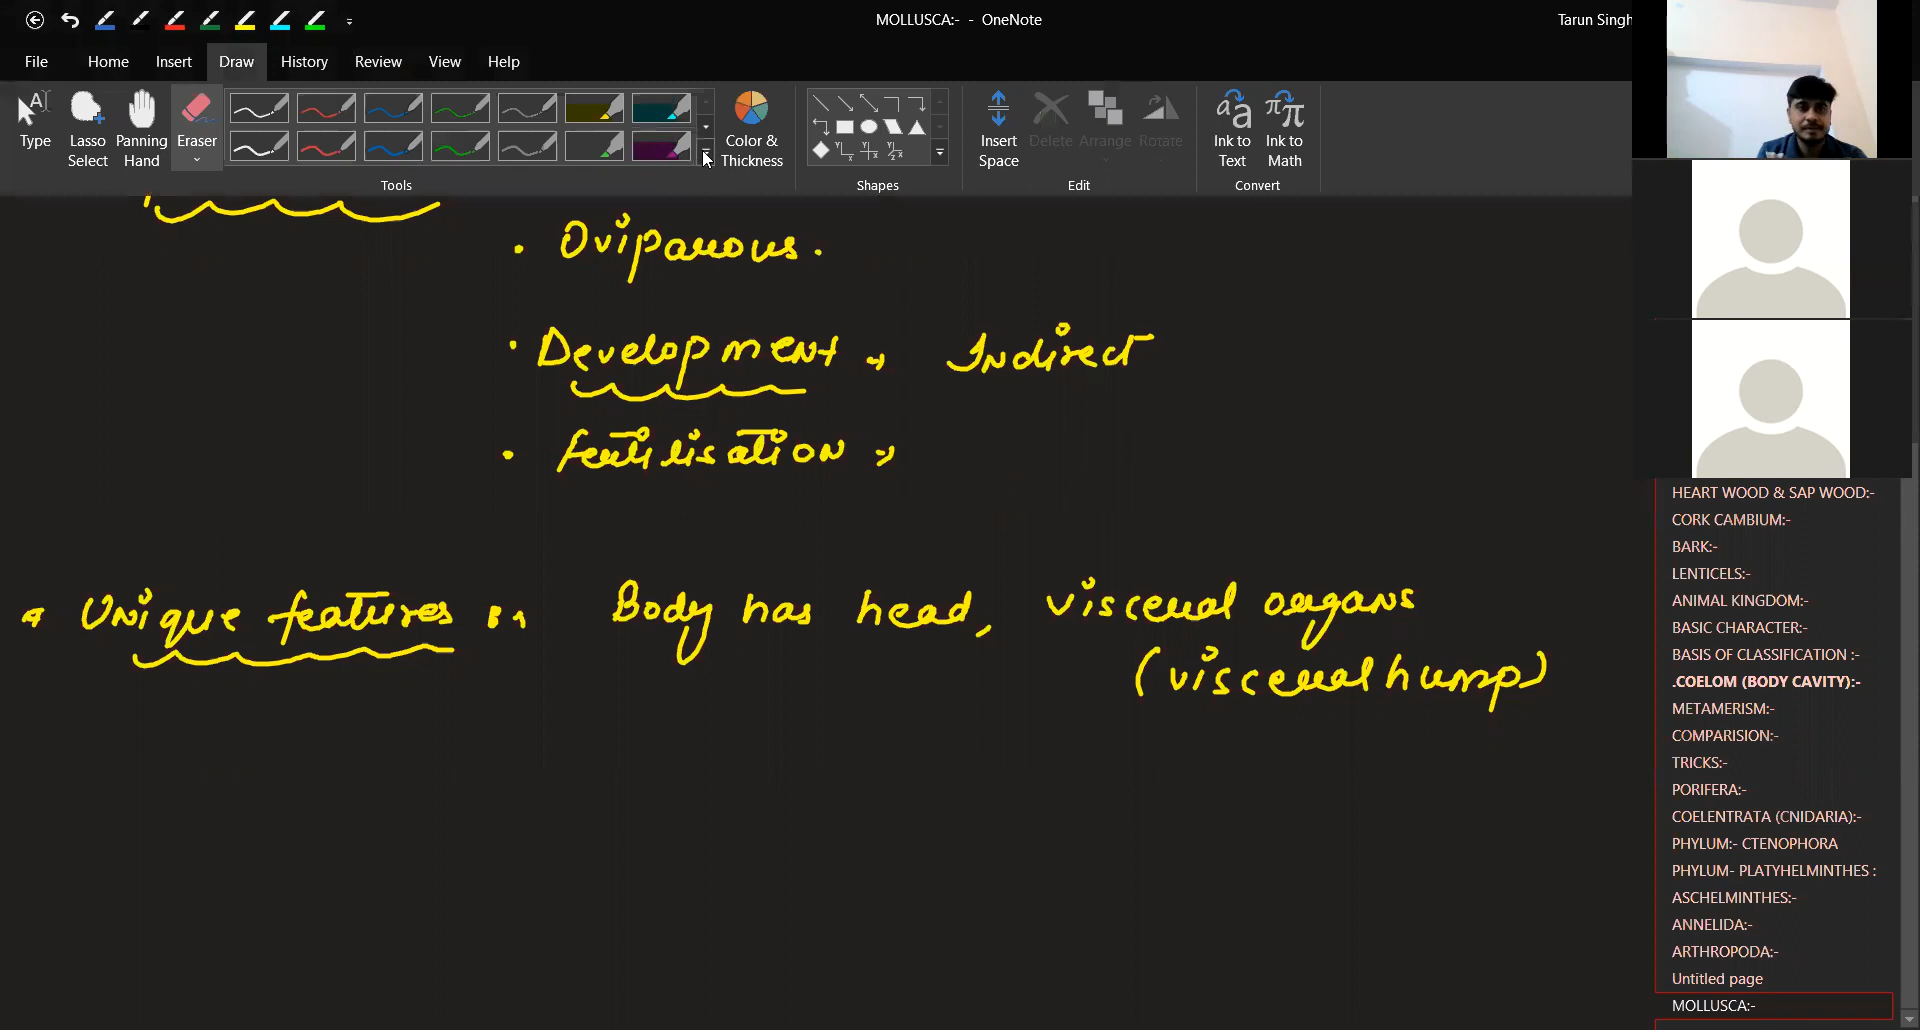 MOLLUSCA:- - OneNote
Tarun Singh
File Home Insert Draw History Review View Help
Type
Lasso Select
Panning Hand
Eraser
Color & Thickness
Insert Space
Delete
Arrange
Rotate
Ink to Text
Ink to Math
Tools
Shapes
Edit
Convert
. Oviparous.
. Development → Indirect
. Fertilisation →
Unique features :→ Body has head, visceral organs
(visceral hump)
HEART WOOD & SAP WOOD:-
CORK CAMBIUM:-
BARK:-
LENTICELS:-
ANIMAL KINGDOM:-
BASIC CHARACTER:-
BASIS OF CLASSIFICATION :-
.COELOM (BODY CAVITY):-
METAMERISM:-
COMPARISION:-
TRICKS:-
PORIFERA:-
COELENTRATA (CNIDARIA):-
PHYLUM:- CTENOPHORA
PHYLUM- PLATYHELMINTHES :
ASCHELMINTHES:-
ANNELIDA:-
ARTHROPODA:-
Untitled page
MOLLUSCA:-